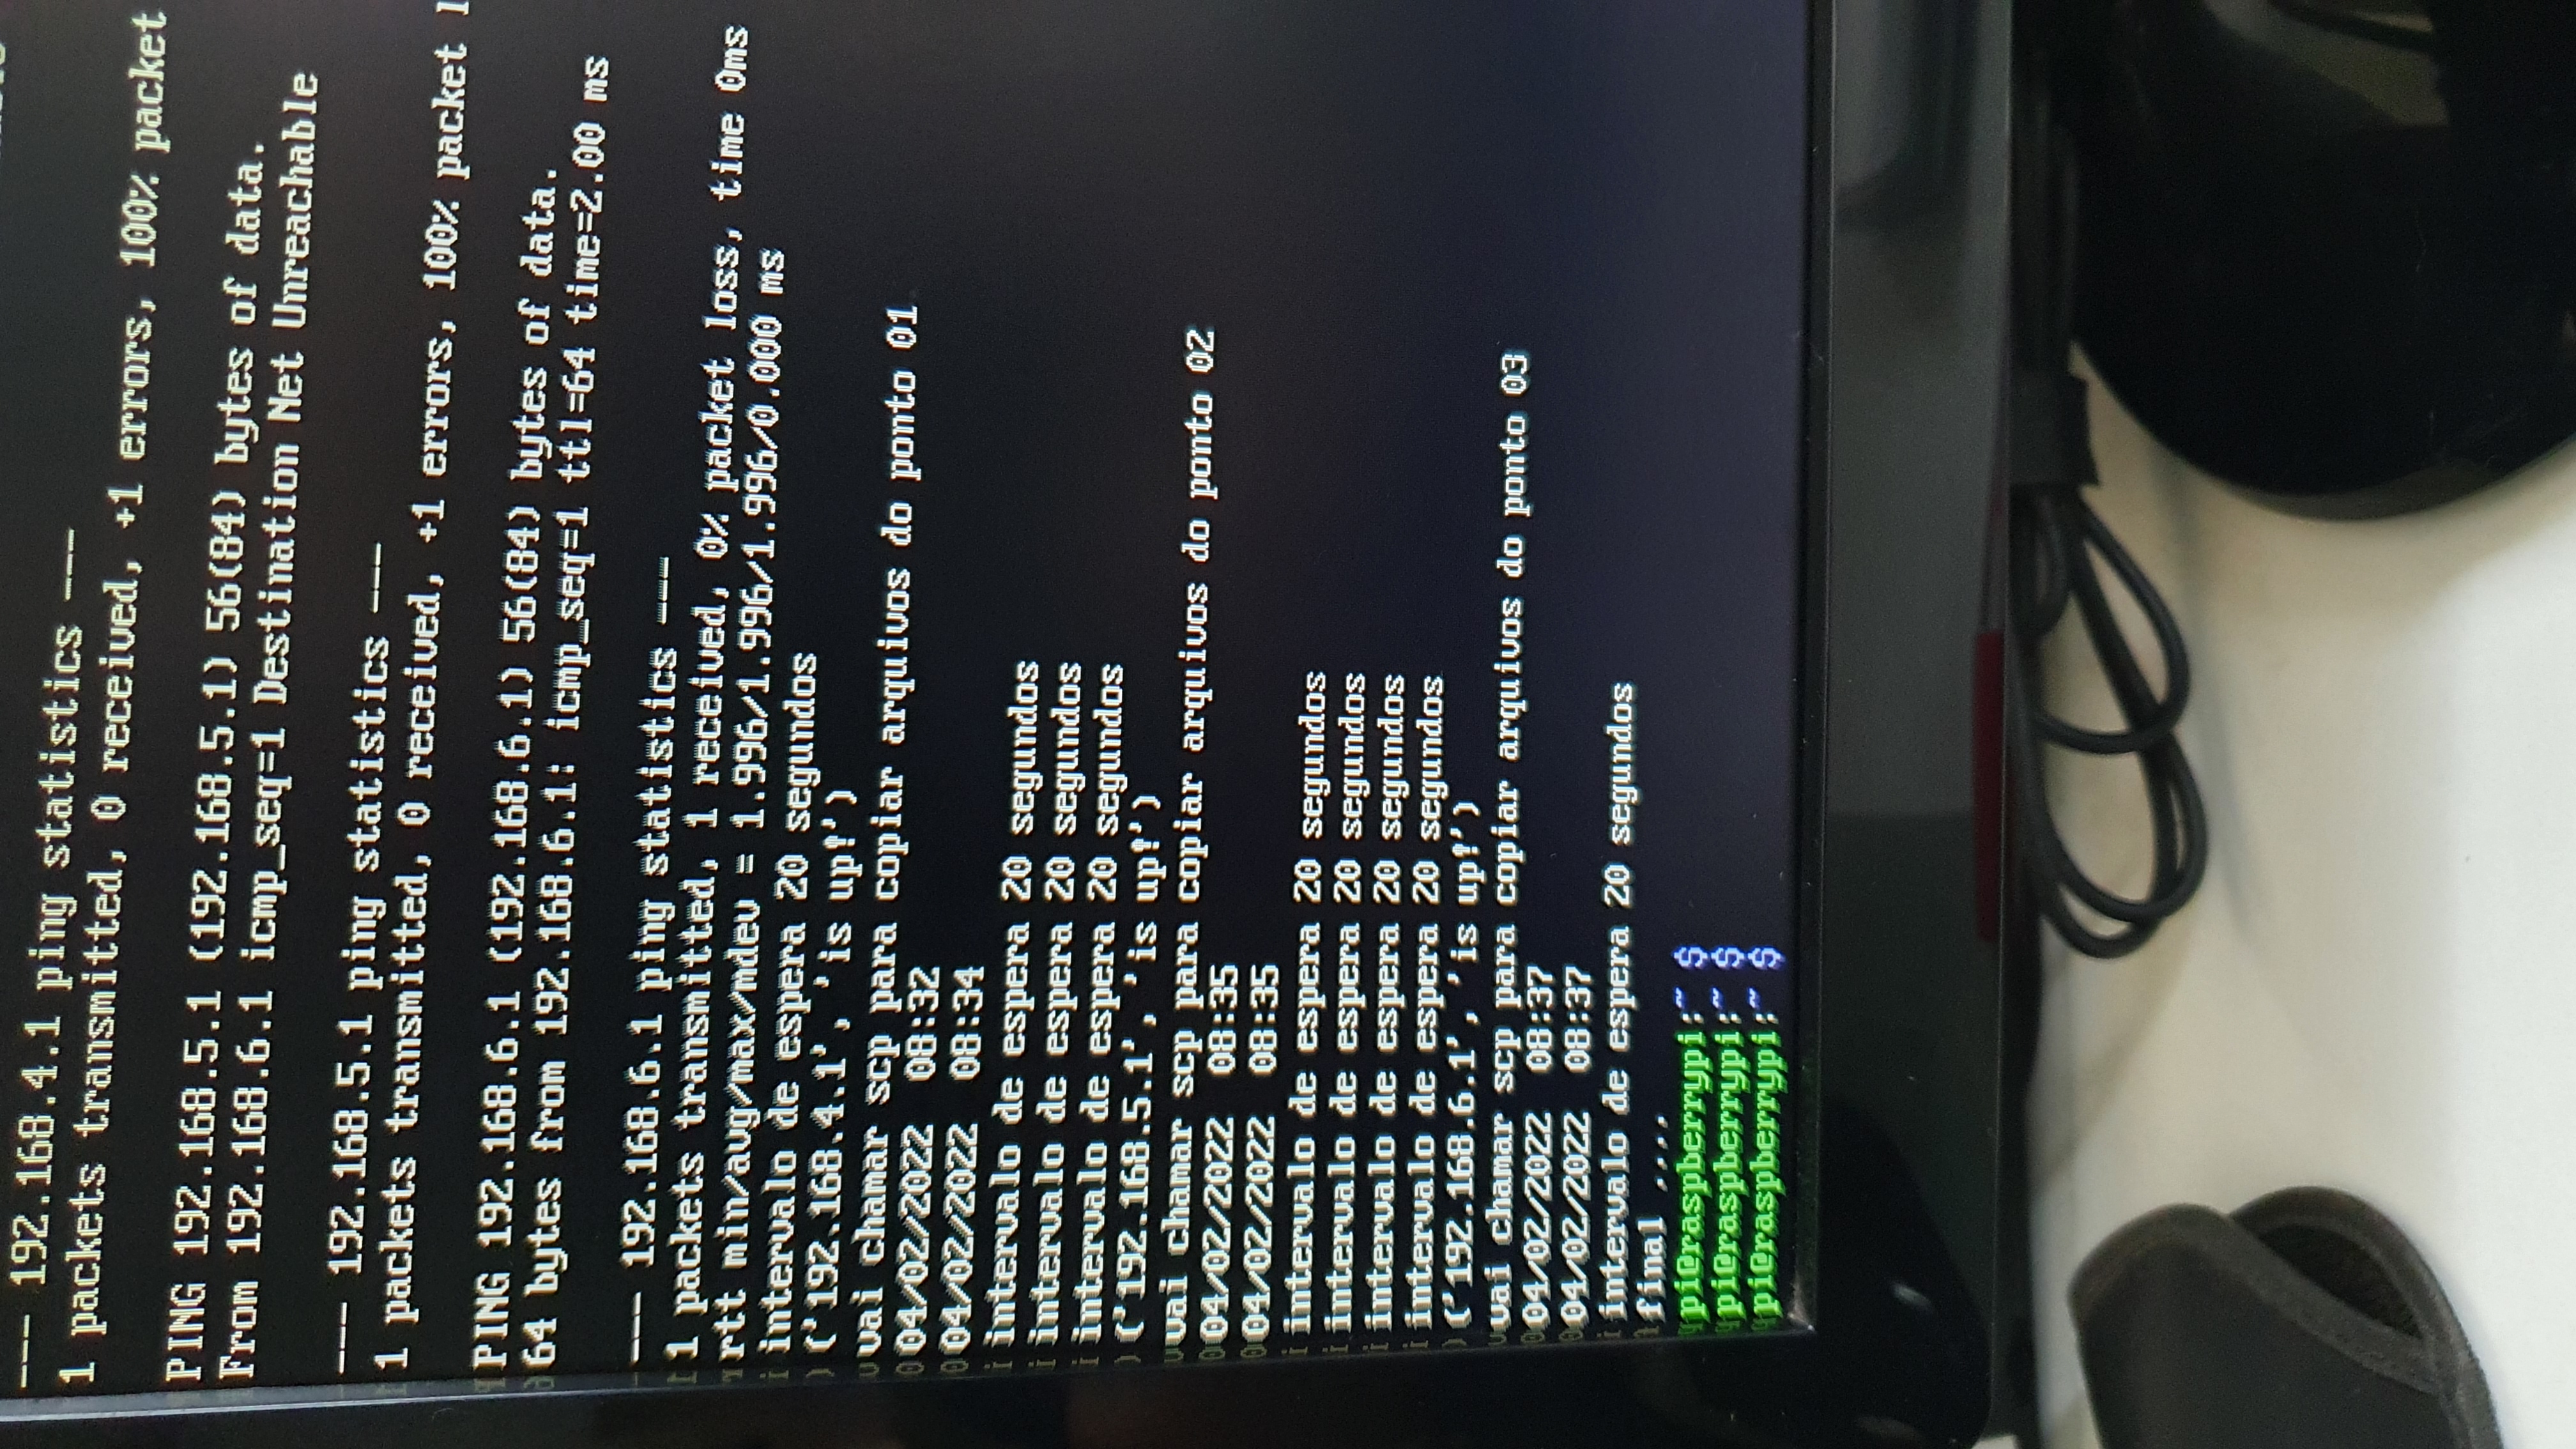 --- 192.168.4.1 ping statistics ---
1 packets transmitted, 0 received, +1 errors, 100% packet
PING 192.168.5.1 (192.168.5.1) 56(84) bytes of data.
From 192.168.6.1 icmp_seq=1 Destination Net Unreachable
--- 192.168.5.1 ping statistics ---
1 packets transmitted, 0 received, +1 errors, 100% packet l
PING 192.168.6.1 (192.168.6.1) 56(84) bytes of data.
64 bytes from 192.168.6.1: icmp_seq=1 ttl=64 time=2.00 ms
--- 192.168.6.1 ping statistics ---
1 packets transmitted, 1 received, 0% packet loss, time 0ms
rtt min/avg/max/mdev = 1.996/1.996/1.996/0.000 ms
intervalo de espera 20 segundos
('192.168.4.1', 'is up!')
vai chamar scp para copiar arquivos do ponto 01
04/02/2022  08:32
04/02/2022  08:34
intervalo de espera 20 segundos
intervalo de espera 20 segundos
intervalo de espera 20 segundos
('192.168.5.1', 'is up!')
vai chamar scp para copiar arquivos do ponto 02
04/02/2022  08:35
04/02/2022  08:35
intervalo de espera 20 segundos
intervalo de espera 20 segundos
intervalo de espera 20 segundos
intervalo de espera 20 segundos
('192.168.6.1', 'is up!')
vai chamar scp para copiar arquivos do ponto 03
04/02/2022  08:37
04/02/2022  08:37
intervalo de espera 20 segundos
final ,,,,
pi@raspberrypi:~ $
pi@raspberrypi:~ $
pi@raspberrypi:~ $